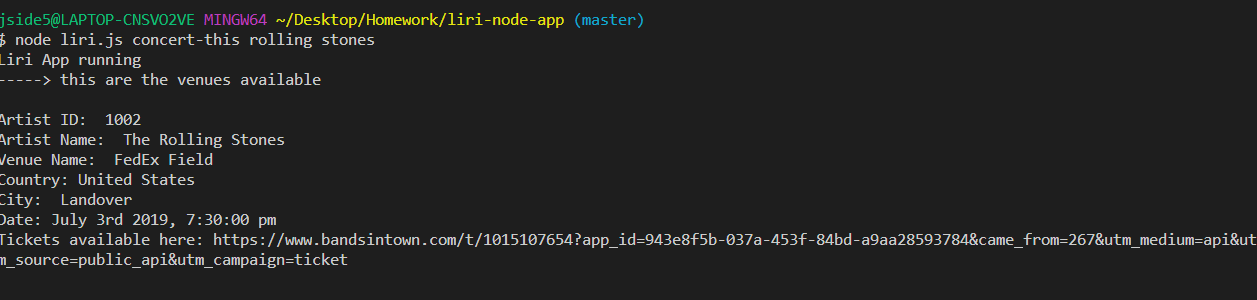 jside5@LAPTOP-CNSVO2VE MINGW64 ~/Desktop/Homework/liri-node-app (master)
$ node liri.js concert-this rolling stones
Liri App running
-----> this are the venues available
Artist ID:  1002
Artist Name:  The Rolling Stones
Venue Name:  FedEx Field
Country: United States
City:  Landover
Date: July 3rd 2019, 7:30:00 pm
Tickets available here: https://www.bandsintown.com/t/1015107654?app_id=943e8f5b-037a-453f-84bd-a9aa28593784&came_from=267&utm_medium=api&ut
m_source=public_api&utm_campaign=ticket